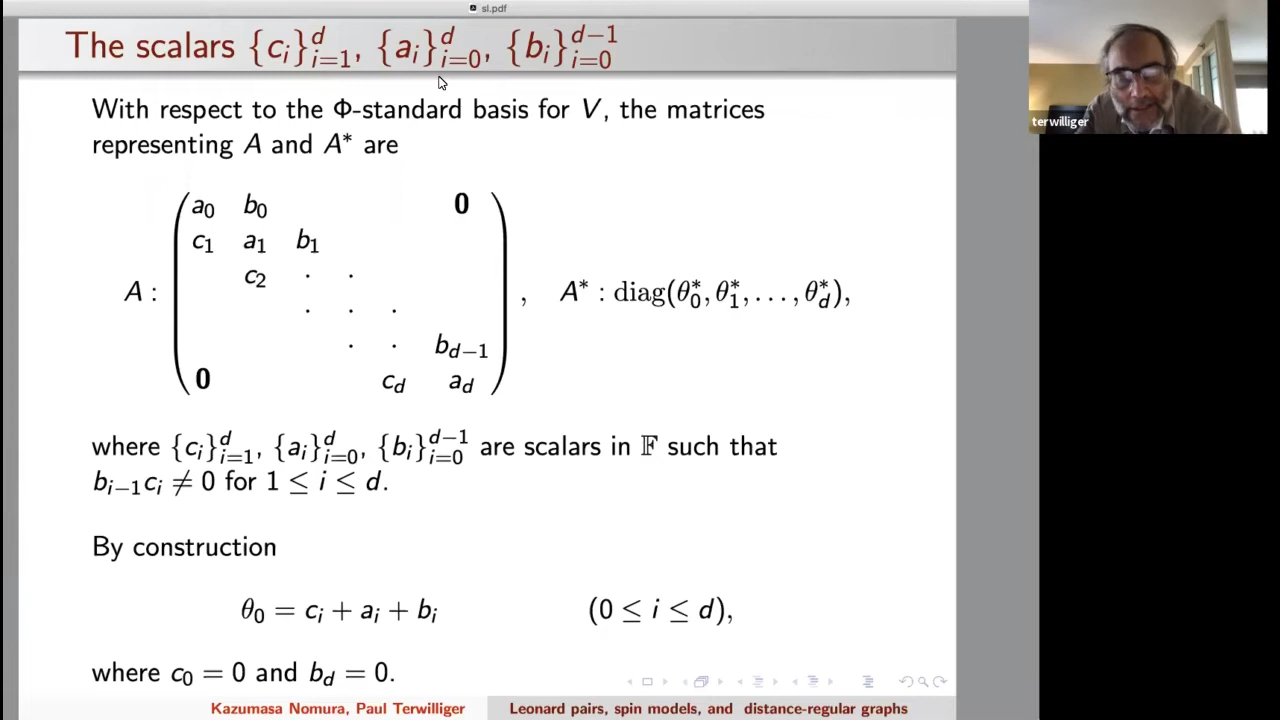 sl.pdf
The scalars {c_i}_{i=1}^d, {a_i}_{i=0}^d, {b_i}_{i=0}^{d−1}
With respect to the Φ-standard basis for V, the matrices
representing A and A* are
a_0 b_0 0
c_1 a_1 b_1
c_2 · ·
· · ·
A : , A* : diag(θ_0^*, θ_1^*, . . . , θ_d^*),
· · b_{d−1}
0 c_d a_d
where {c_i}_{i=1}^d, {a_i}_{i=0}^d, {b_i}_{i=0}^{d−1} are scalars in 𝔽 such that
b_{i−1}c_i ≠ 0 for 1 ≤ i ≤ d.
By construction
θ_0 = c_i + a_i + b_i (0 ≤ i ≤ d),
where c_0 = 0 and b_d = 0.
Kazumasa Nomura, Paul Terwilliger Leonard pairs, spin models, and distance-regular graphs
terwilliger